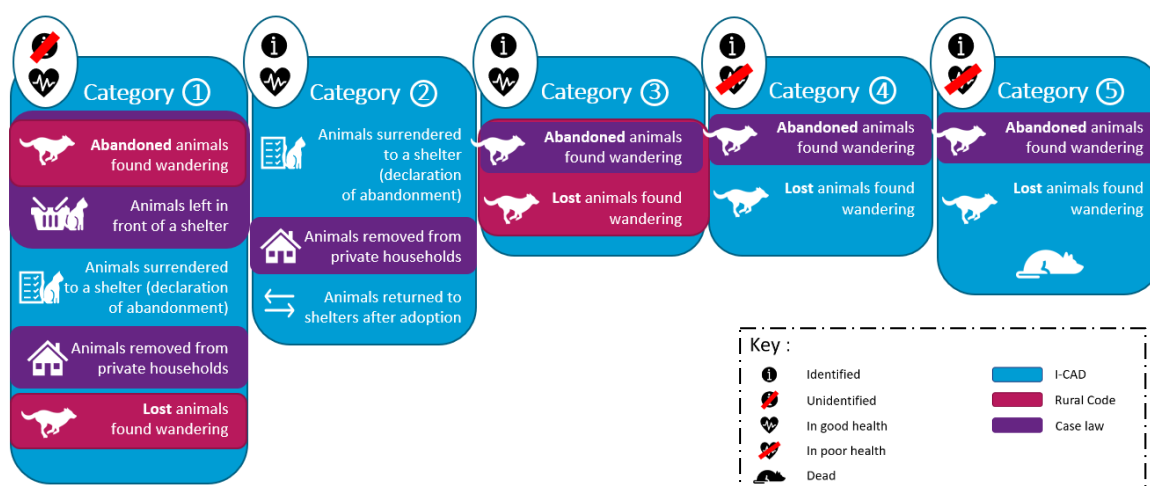 Category ①
Abandoned animals
found wandering
Animals left in
front of a shelter
Animals surrendered
to a shelter (declaration
of abandonment)
Animals removed from
private households
Lost animals
found wandering
Category ②
Animals surrendered
to a shelter
(declaration
of abandonment)
Animals removed from
private households
Animals returned to
shelters after adoption
Category ③
Abandoned animals
found wandering
Lost animals found
wandering
Category ④
Abandoned animals
found wandering
Lost animals found
wandering
Category ⑤
Abandoned animals
found wandering
Lost animals found
wandering
Key :
Identified
Unidentified
In good health
In poor health
Dead
I-CAD
Rural Code
Case law